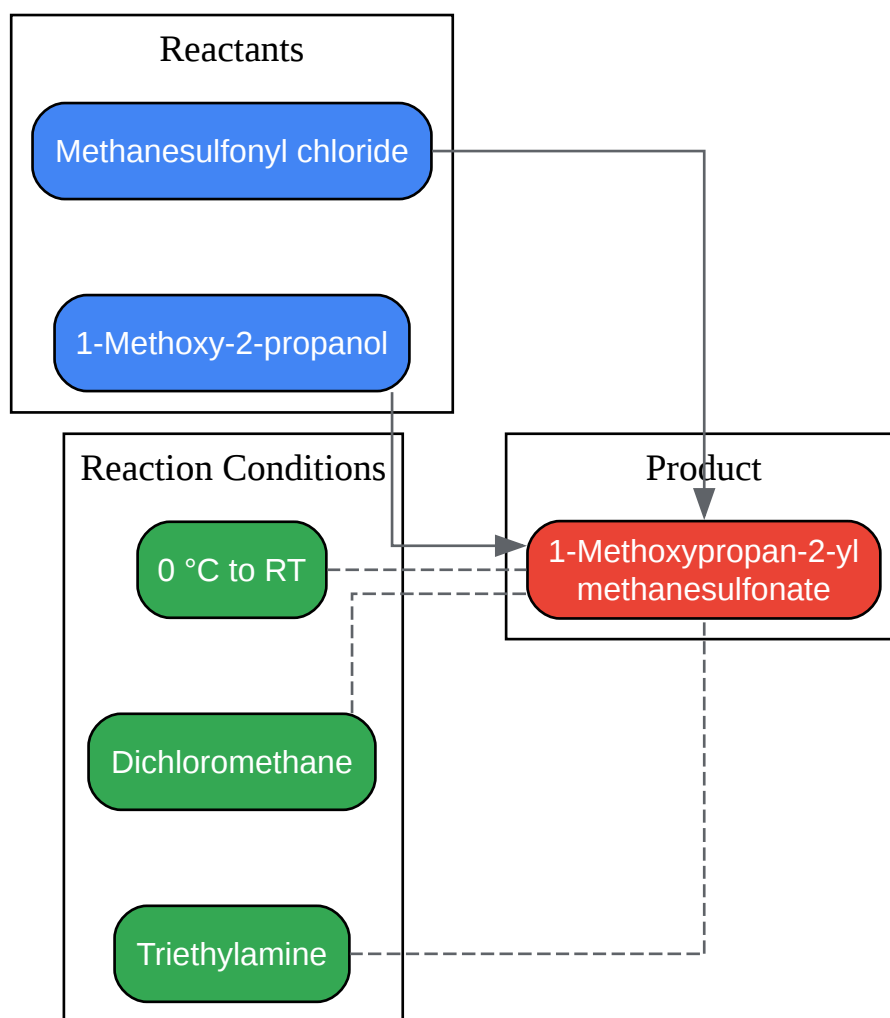 Reactants
Methanesulfonyl chloride
1-Methoxy-2-propanol
Reaction Conditions
0 °C to RT
Dichloromethane
Triethylamine
Product
1-Methoxypropan-2-yl
methanesulfonate